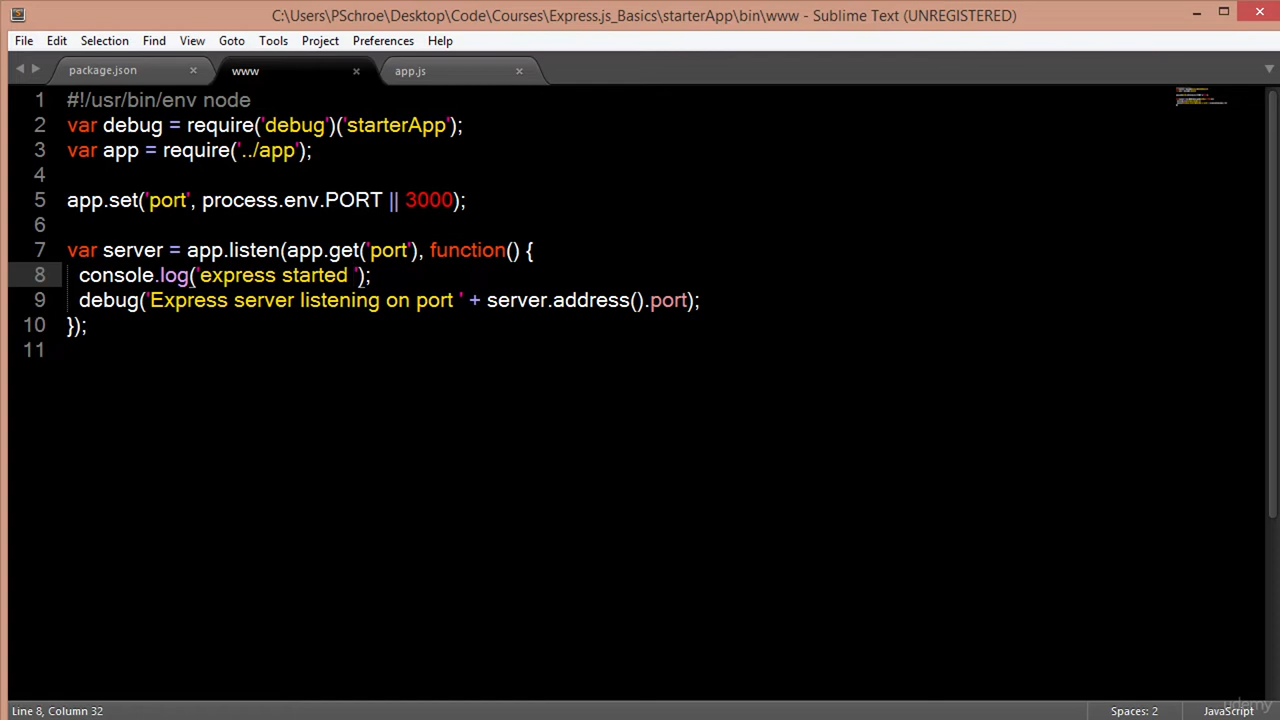 C:\Users\PSchroe\Desktop\Code\Courses\Express.js_Basics\starterApp\bin\www - Sublime Text (UNREGISTERED)
File Edit Selection Find View Goto Tools Project Preferences Help
package.json www app.js
1 #!/usr/bin/env node
2 var debug = require('debug')('starterApp');
3 var app = require('../app');
4
5 app.set('port', process.env.PORT || 3000);
6
7 var server = app.listen(app.get('port'), function() {
8 console.log('express started ');
9 debug('Express server listening on port ' + server.address().port);
10 });
11
Line 8, Column 32 Spaces: 2 JavaScript
udemy